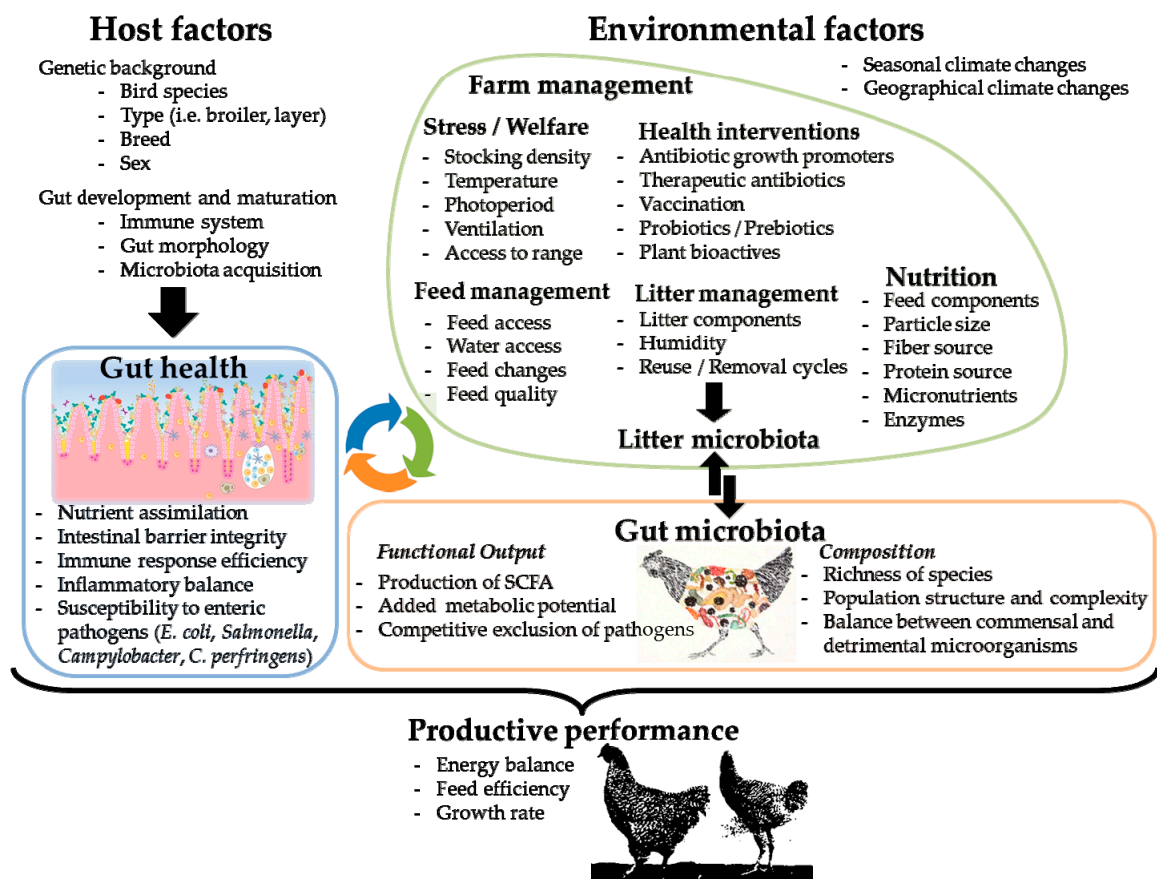 Host factors
Genetic background
- Bird species
- Type (i.e. broiler, layer)
- Breed
- Sex
Gut development and maturation
- Immune system
- Gut morphology
- Microbiota acquisition
Environmental factors
- Seasonal climate changes
- Geographical climate changes
Farm management
Stress / Welfare
- Stocking density
- Temperature
- Photoperiod
- Ventilation
- Access to range
Health interventions
- Antibiotic growth promoters
- Therapeutic antibiotics
- Vaccination
- Probiotics / Prebiotics
- Plant bioactives
Feed management
- Feed access
- Water access
- Feed changes
- Feed quality
Litter management
- Litter components
- Humidity
- Reuse / Removal cycles
Nutrition
- Feed components
- Particle size
- Fiber source
- Protein source
- Micronutrients
- Enzymes
Litter microbiota
Gut health
- Nutrient assimilation
- Intestinal barrier integrity
- Immune response efficiency
- Inflammatory balance
- Susceptibility to enteric
pathogens (E. coli, Salmonella,
Campylobacter, C. perfringens)
Gut microbiota
Functional Output
- Production of SCFA
- Added metabolic potential
- Competitive exclusion of pathogens
Composition
- Richness of species
- Population structure and complexity
- Balance between commensal and
detrimental microorganisms
Productive performance
- Energy balance
- Feed efficiency
- Growth rate